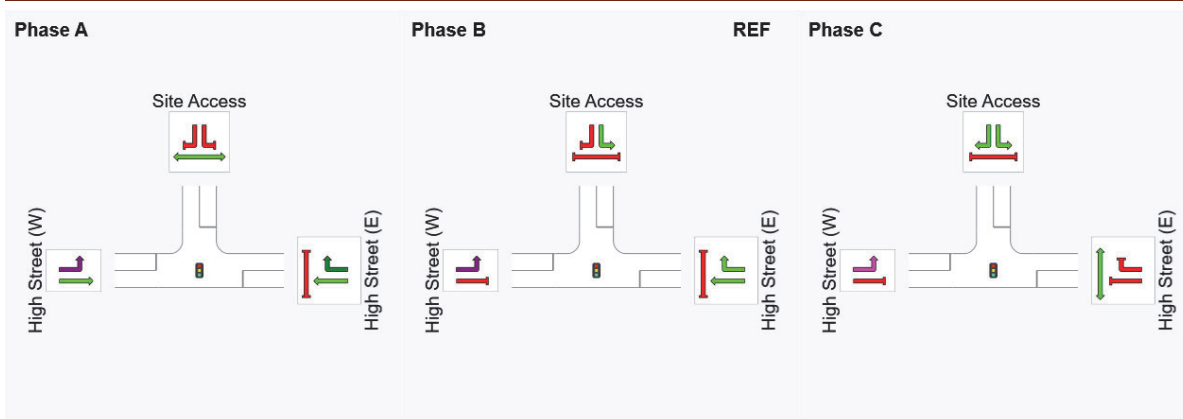 Phase A
Site Access
High Street (W)
High Street (E)
Phase B
REF
Site Access
High Street (W)
High Street (E)
Phase C
Site Access
High Street (W)
High Street (E)